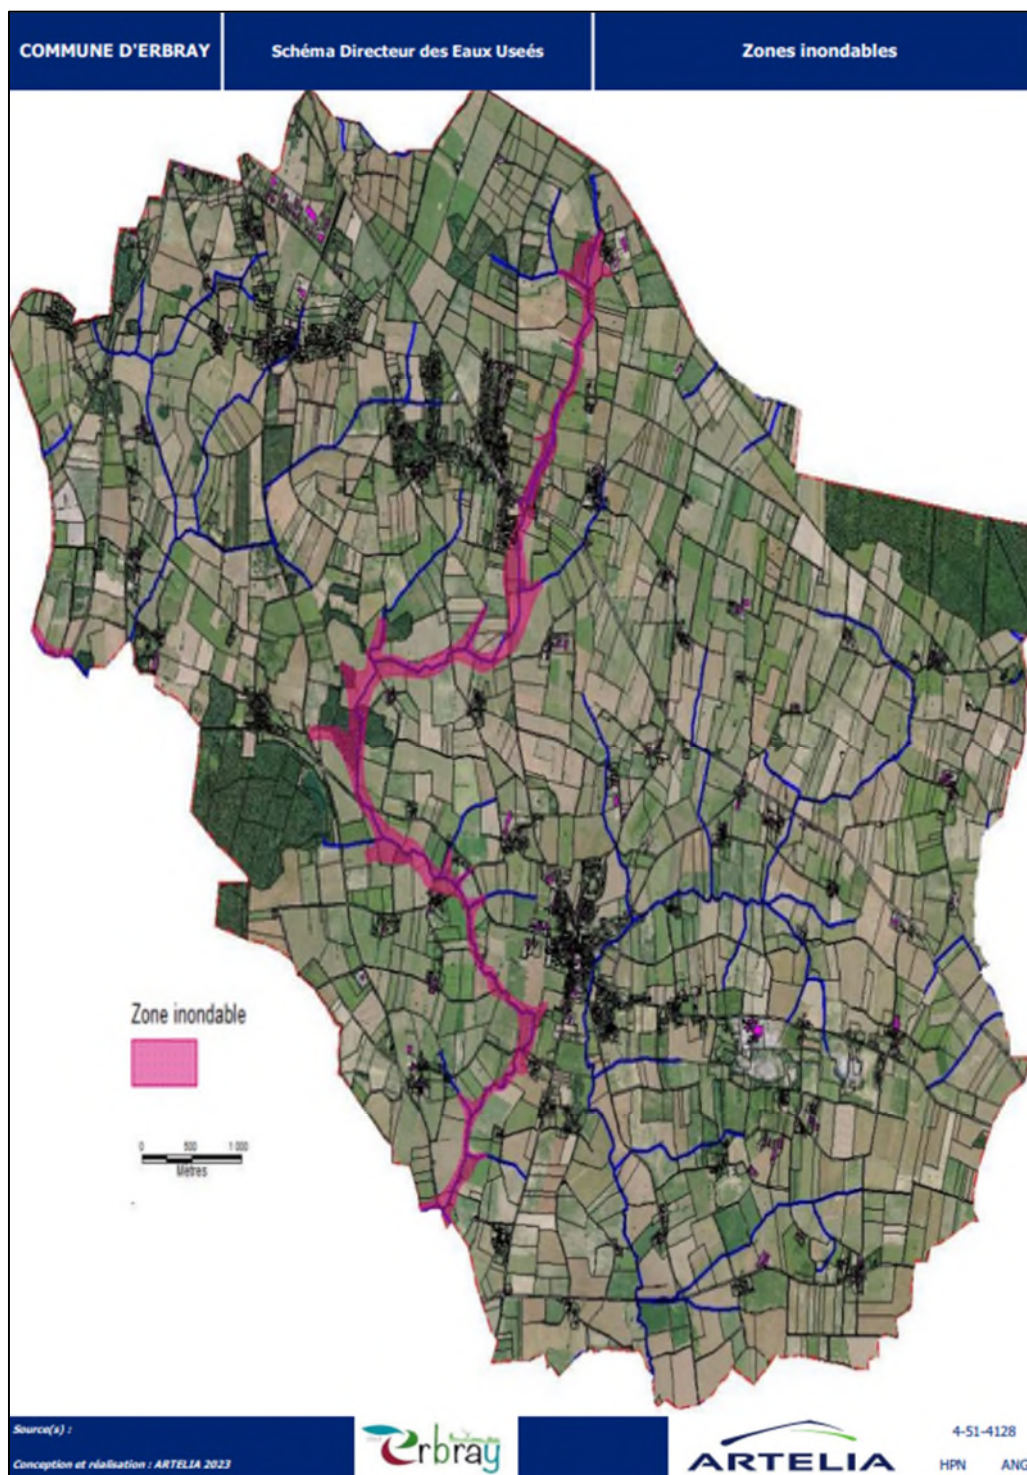 COMMUNE D'ERBRAY
Schéma Directeur des Eaux Useés
Zones inondables
Zone inondable
0 500 1 000
Mètres
Source(s) :
Conception et réalisation : ARTELIA 2023
Erbray
ARTELIA
4-51-4128
HPN ANG